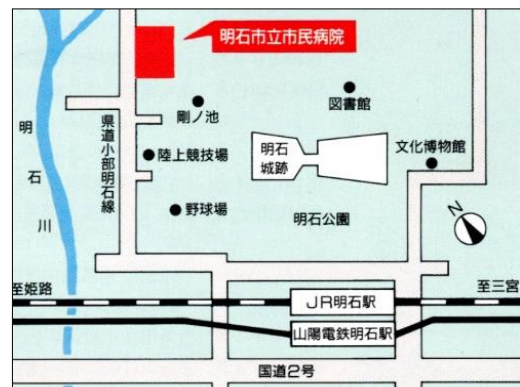 明石市立市民病院
図書館
剛ノ池
明石
城跡
文化博物館
陸上競技場
県道小部明石線
明石川
野球場
明石公園
N
至姫路
至三宮
JR明石駅
山陽電鉄明石駅
国道2号